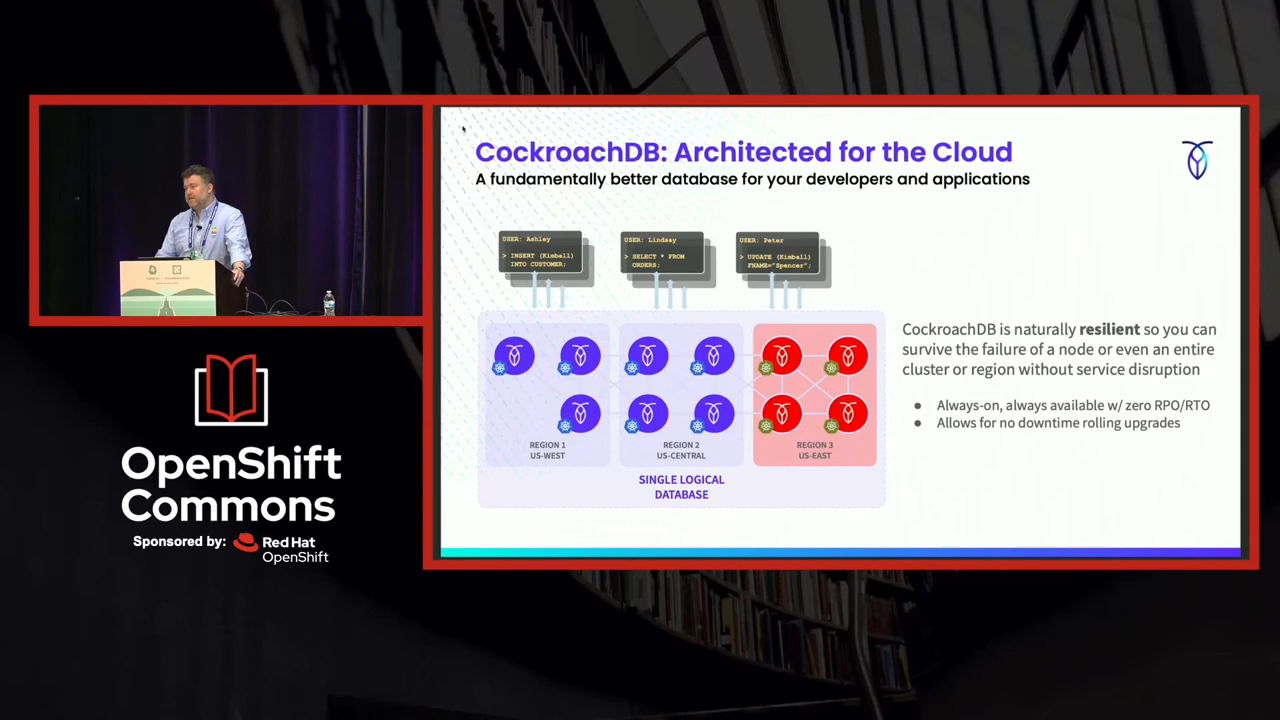 CockroachDB: Architected for the Cloud
A fundamentally better database for your developers and applications
USER: Ashley
> INSERT (Kimball)
INTO CUSTOMER;
USER: Lindsay
> SELECT * FROM
ORDERS;
USER: Peter
> UPDATE (Kimball)
FNAME="Spencer";
REGION 1
US-WEST
REGION 2
US-CENTRAL
REGION 3
US-EAST
SINGLE LOGICAL
DATABASE
CockroachDB is naturally resilient so you can
survive the failure of a node or even an entire
cluster or region without service disruption
● Always-on, always available w/ zero RPO/RTO
● Allows for no downtime rolling upgrades
OpenShift
Commons
Sponsored by:
Red Hat
OpenShift